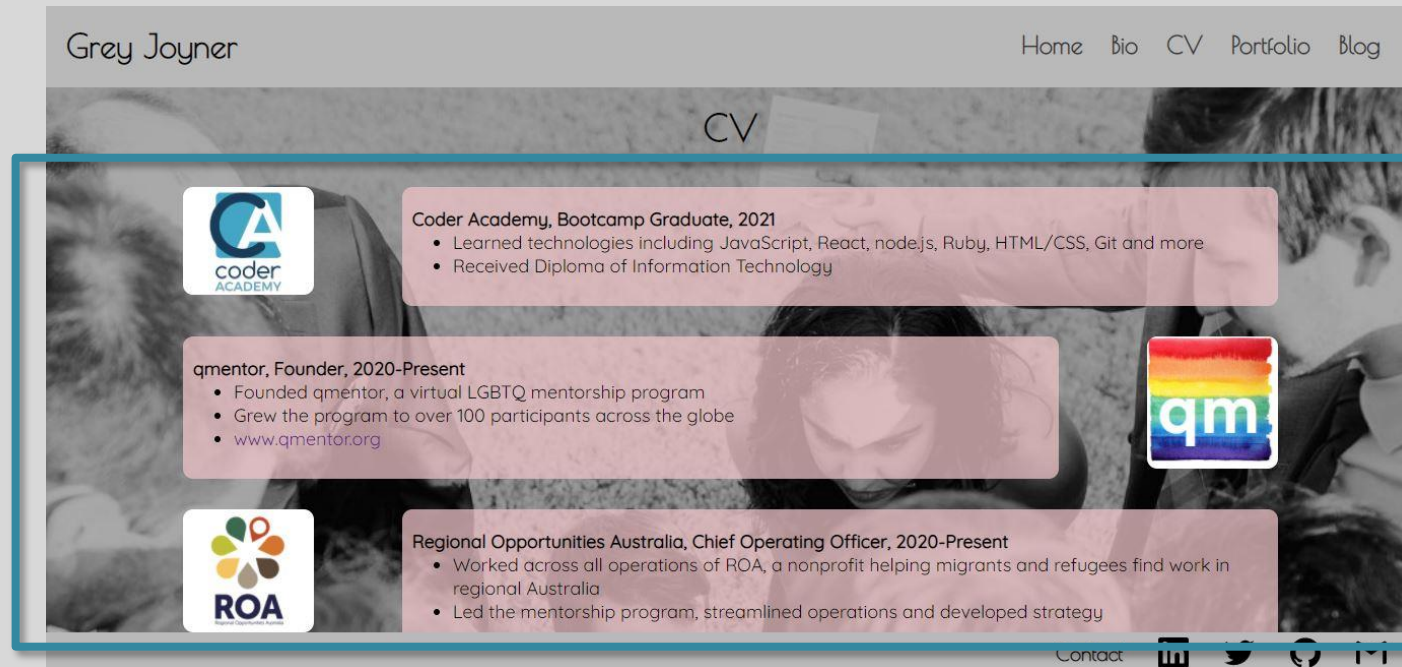 Grey Joyner
Home Bio CV Portfolio Blog
CV
coder
ACADEMY
Coder Academy, Bootcamp Graduate, 2021
Learned technologies including JavaScript, React, node.js, Ruby, HTML/CSS, Git and more
Received Diploma of Information Technology
qmentor, Founder, 2020-Present
Founded qmentor, a virtual LGBTQ mentorship program
Grew the program to over 100 participants across the globe
www.qmentor.org
qm
ROA
Regional Opportunities Australia
Regional Opportunities Australia, Chief Operating Officer, 2020-Present
Worked across all operations of ROA, a nonprofit helping migrants and refugees find work in
regional Australia
Led the mentorship program, streamlined operations and developed strategy
Contact